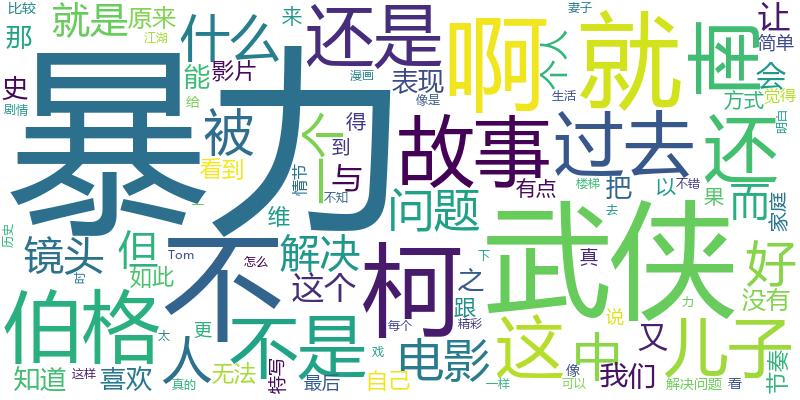 比较
就是
原来
什么
来
还是
啊
就
个人
妻子
让
那
江湖
简单
史
能
影片
漫画
表现
会
剧情
给
像是
方式
觉得
暴力
被
一个
得
故事
过去
还
生活
明白
看到
到
与
情节
不知
问题
有点
把
以
楼梯
不错
果
而
家庭
一
维
不
柯
武侠
去
历史
镜头
但
解决
这个
之
下
真
好
如此
Tom
怎么
跟
没有
力
伯格
太
更
不是
每个
精彩
说
这
中
又
儿子
人
戏
电影
节奏
知道
这样
喜欢
无法
特写
像
我们
真的
最后
自己
一样
可以
解决问题
看